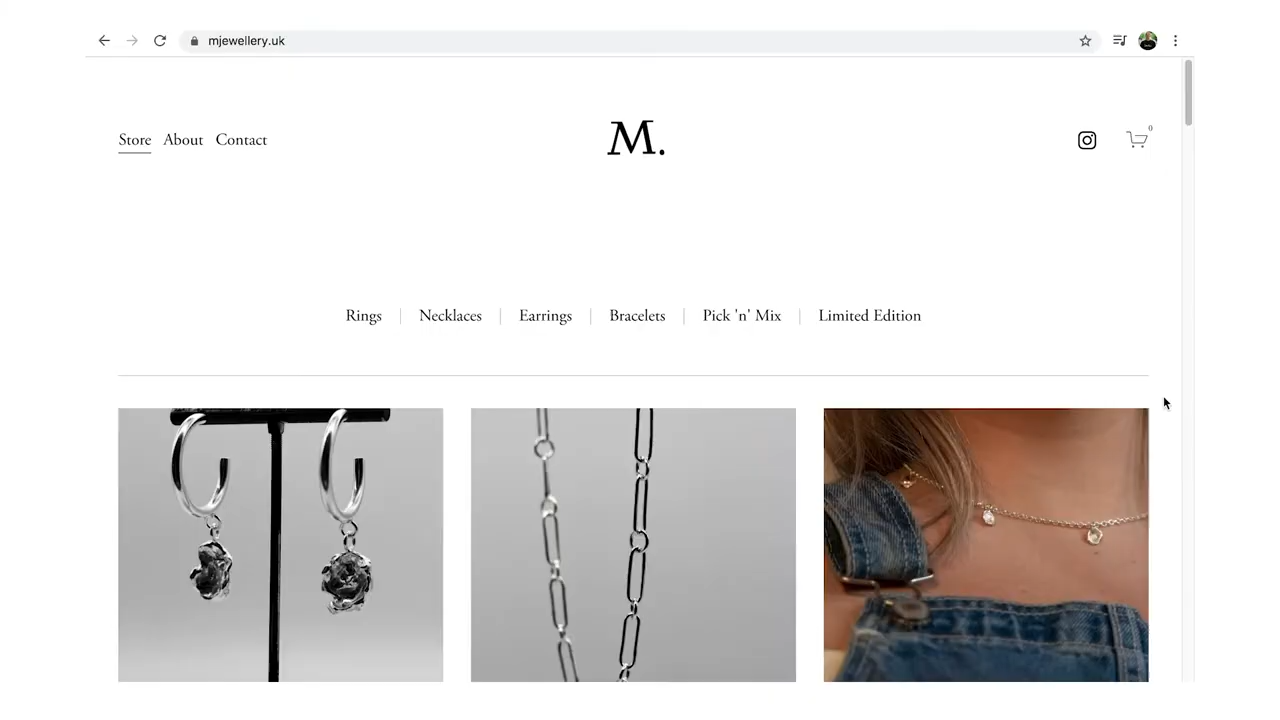 mjewellery.uk
Store About Contact
M.
0
Rings Necklaces Earrings Bracelets Pick 'n' Mix Limited Edition